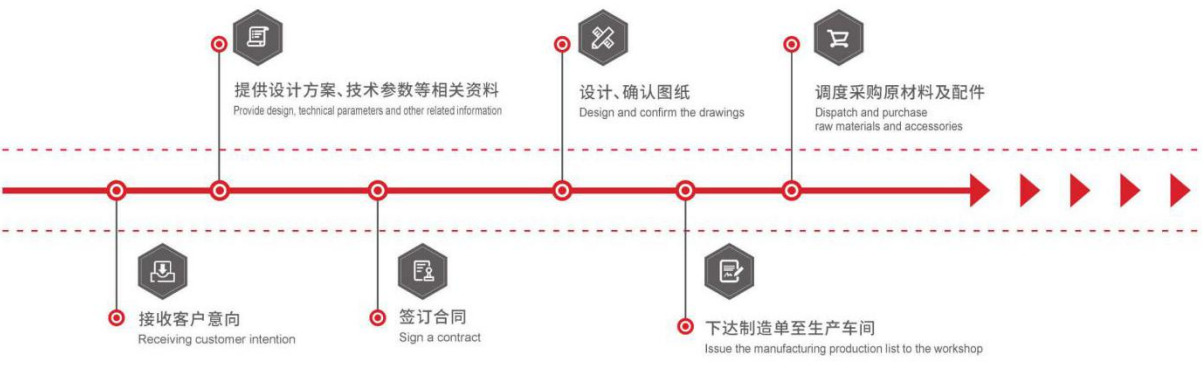 提供设计方案、技术参数等相关资料
Provide design, technical parameters and other related information
设计、确认图纸
Design and confirm the drawings
调度采购原材料及配件
Dispatch and purchase
raw materials and accessories
接收客户意向
Receiving customer intention
签订合同
Sign a contract
下达制造单至生产车间
Issue the manufacturing production list to the workshop